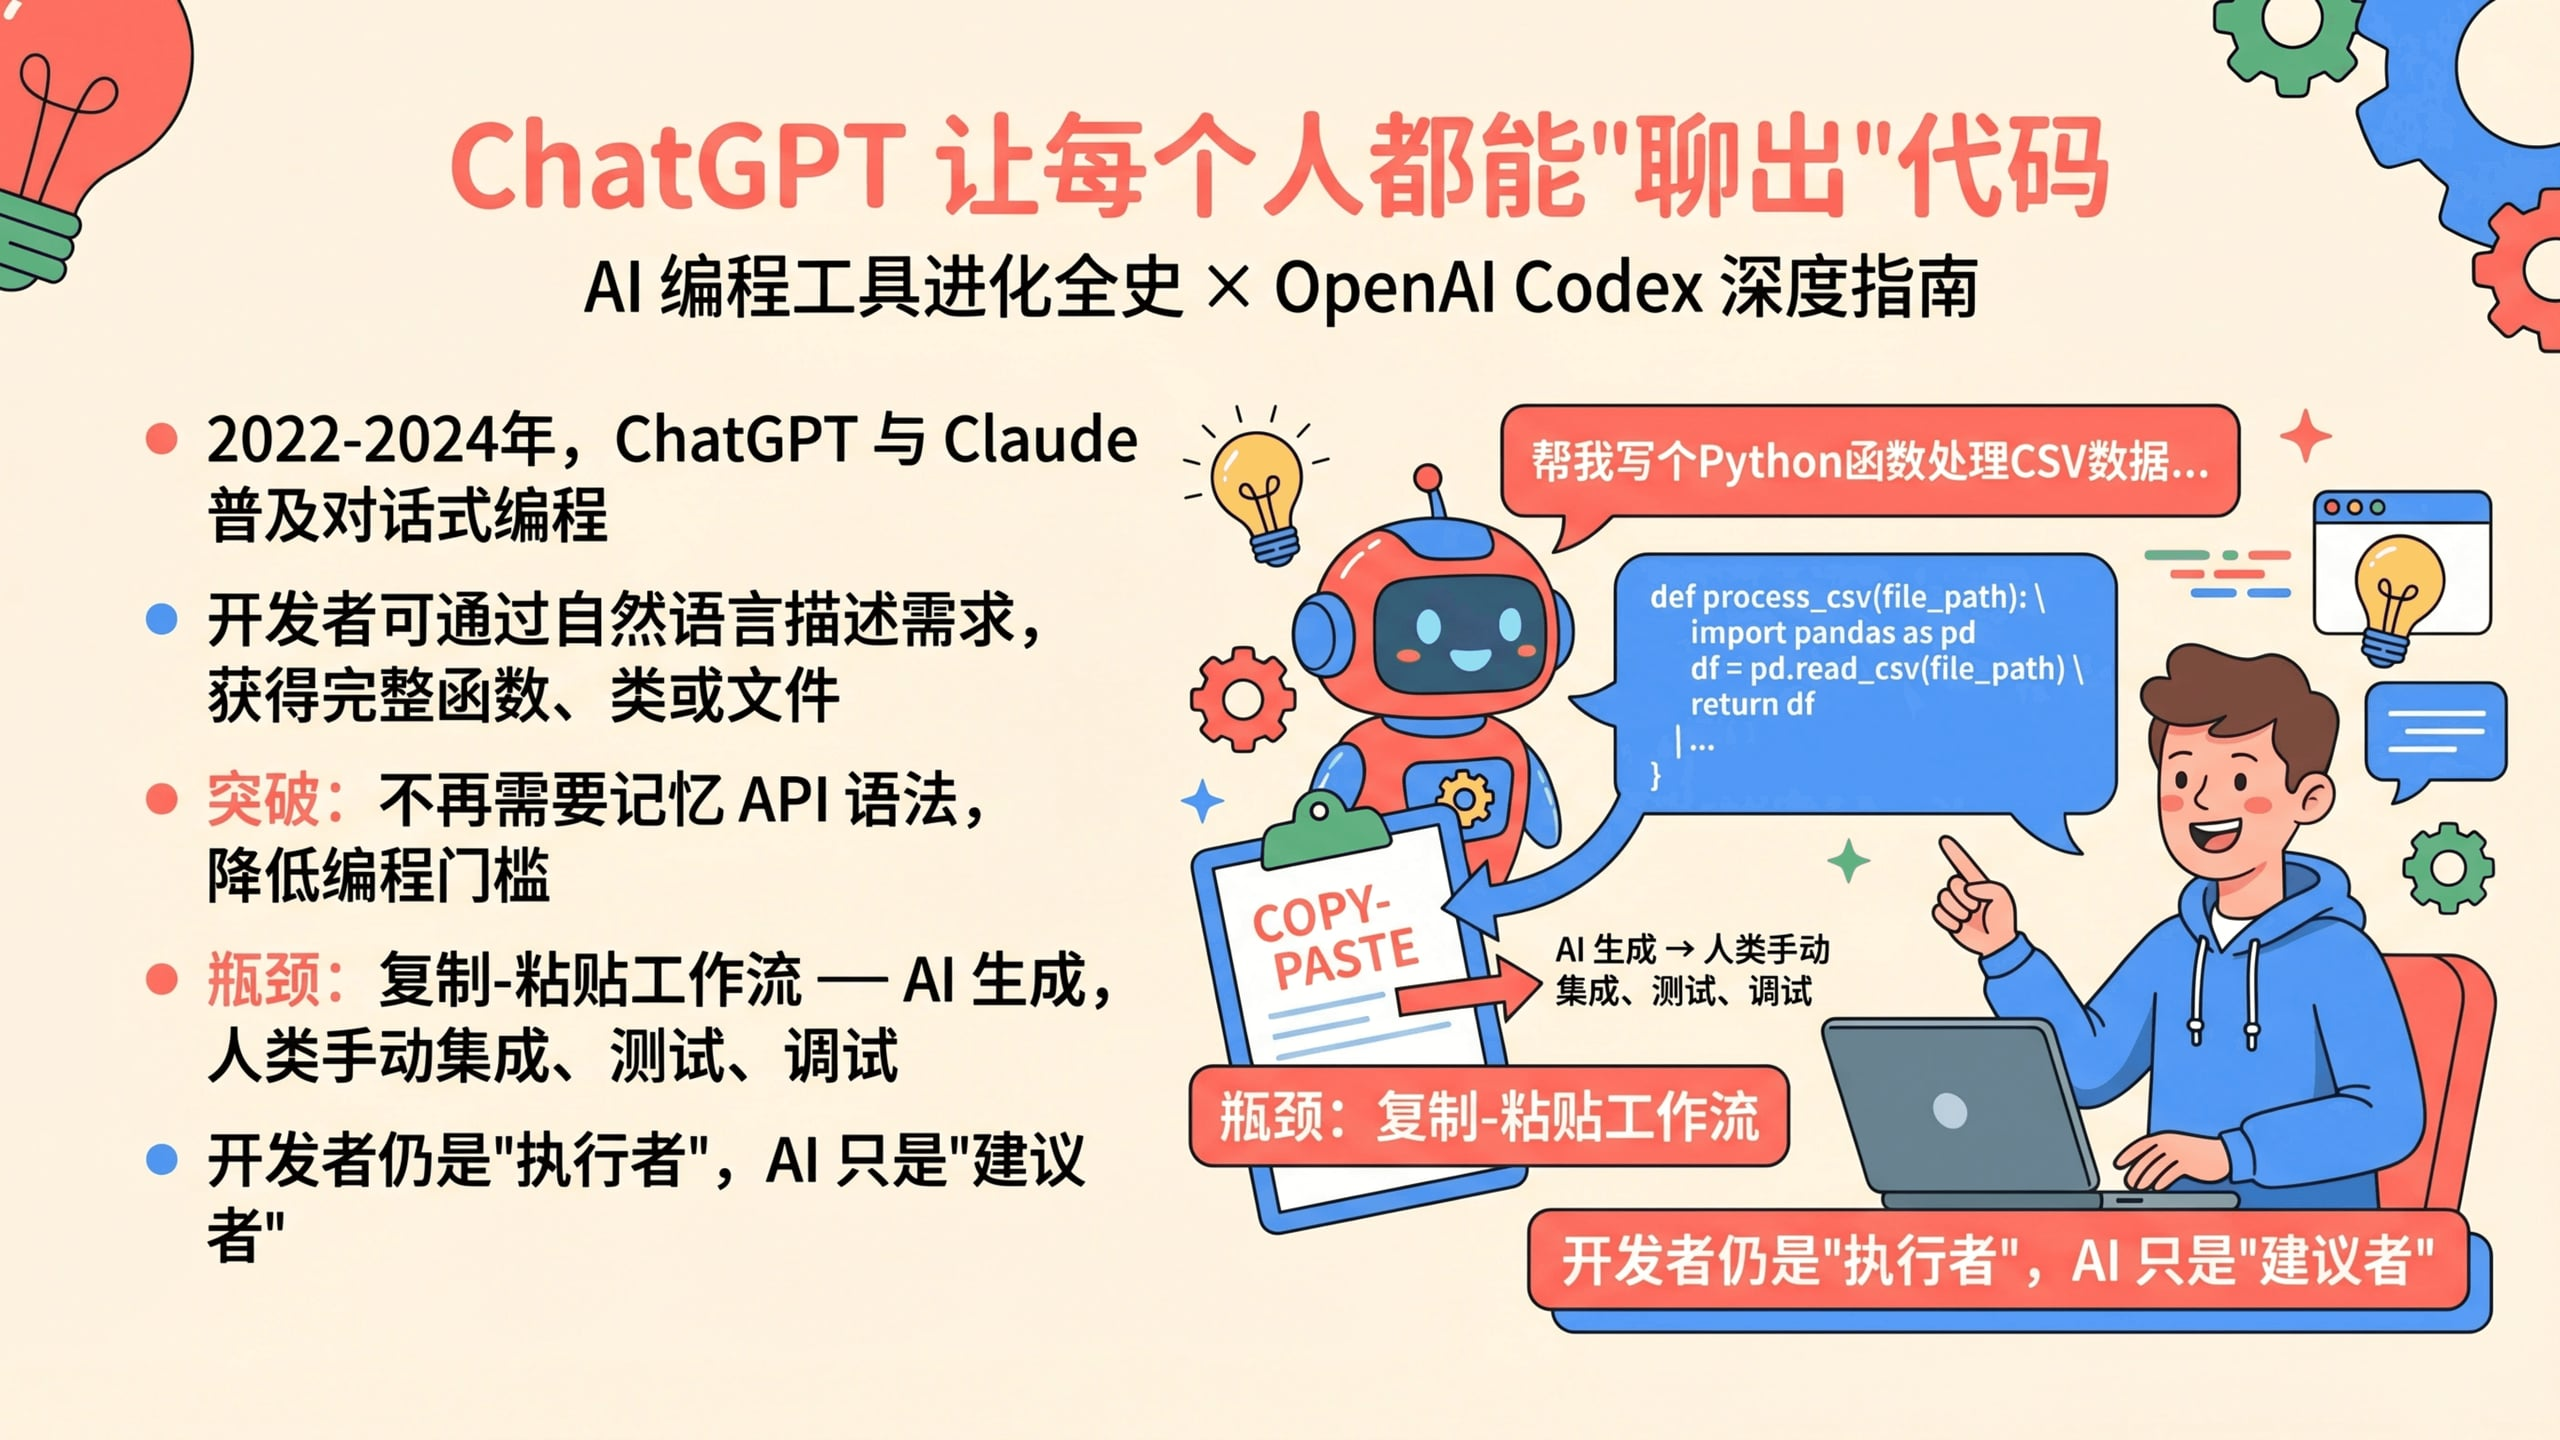 ChatGPT 让每个人都能"聊出"代码
AI 编程工具进化全史 × OpenAI Codex 深度指南
2022-2024年，ChatGPT 与 Claude
普及对话式编程
开发者可通过自然语言描述需求，
获得完整函数、类或文件
突破：不再需要记忆 API 语法，
降低编程门槛
瓶颈：复制-粘贴工作流 — AI 生成，
人类手动集成、测试、调试
开发者仍是"执行者"，AI 只是"建议
者"
帮我写个Python函数处理CSV数据...
def process_csv(file_path): \
import pandas as pd
df = pd.read_csv(file_path) \
return df
| ...
}
COPY-
PASTE
AI 生成 → 人类手动
集成、测试、调试
瓶颈：复制-粘贴工作流
开发者仍是"执行者"，AI 只是"建议者"